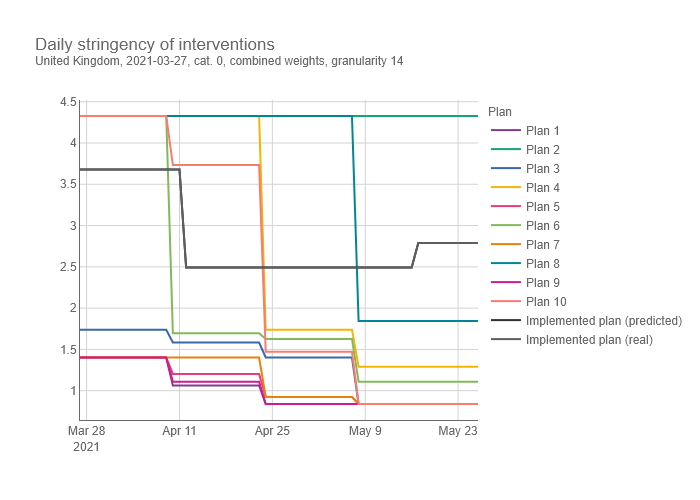 Daily stringency of interventions
United Kingdom, 2021-03-27, cat. 0, combined weights, granularity 14
4.5
4
3.5
3
2.5
2
1.5
1
Mar 28
2021
Apr 11
Apr 25
May 9
May 23
Plan
Plan 1
Plan 2
Plan 3
Plan 4
Plan 5
Plan 6
Plan 7
Plan 8
Plan 9
Plan 10
Implemented plan (predicted)
Implemented plan (real)